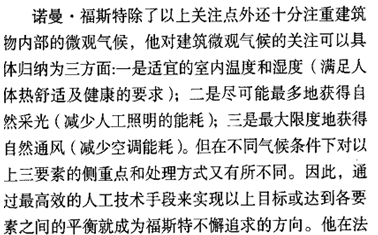 诺曼·福斯特除了以上关注点外还十分注重建筑
物内部的微观气候，他对建筑微观气候的关注可以具
体归纳为三方面:一是适宜的室内温度和湿度（满足人
体热舒适及健康的要求）；二是尽可能最多地获得自
然采光（减少人工照明的能耗）；三是最大限度地获得
自然通风（减少空调能耗）。但在不同气候条件下对以
上三要素的侧重点和处理方式又有所不同。因此，通
过最高效的人工技术手段来实现以上目标或达到各要
素之间的平衡就成为福斯特不懈追求的方向。他在法